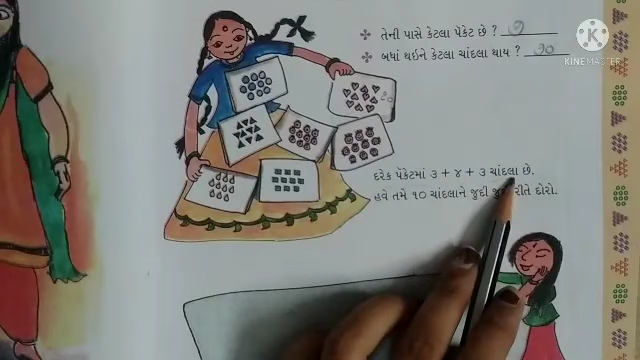 તેની પાસે કેટલા પૅકેટ છે ? ૭
બધાં થઈને કેટલા ચાંદલા થાય ? ૭૦
KINEMASTER
દરેક પૅકેટમાં ૩ + ૪ + ૩ ચાંદલા છે.
હવે તમે ૧૦ ચાંદલાને જુદી જુદી રીતે દોરો.